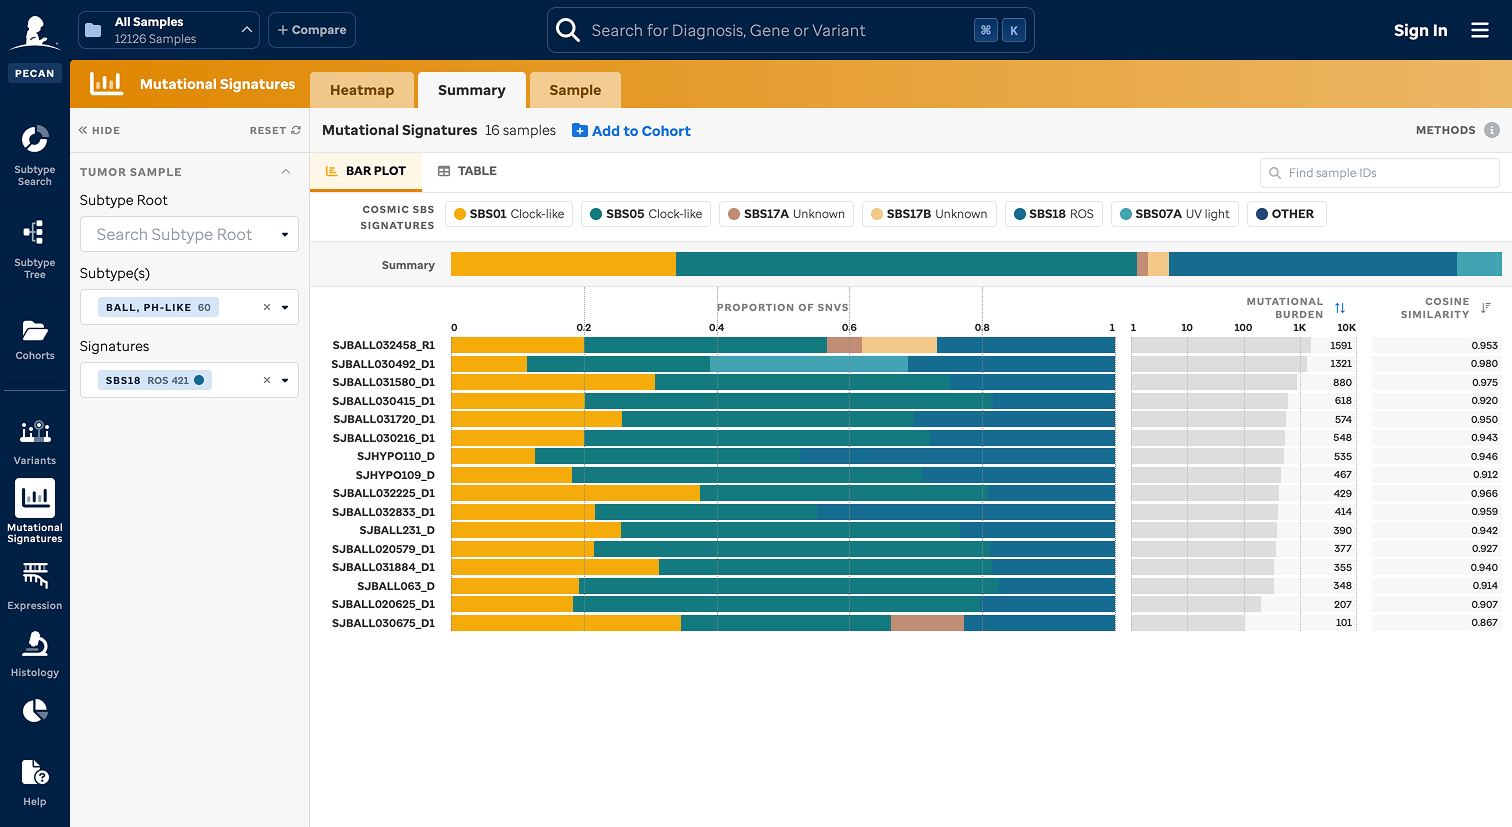 All Samples
12126 Samples
+ Compare
Search for Diagnosis, Gene or Variant
⌘ K
Sign In
PECAN
Mutational Signatures
Heatmap
Summary
Sample
HIDE
RESET
Mutational Signatures 16 samples
Add to Cohort
METHODS
Subtype
Search
Subtype
Tree
Cohorts
Variants
Mutational
Signatures
Expression
Histology
Help
TUMOR SAMPLE
Subtype Root
Search Subtype Root
Subtype(s)
BALL, PH-LIKE 60 ×
Signatures
SBS18 ROS 421 ×
BAR PLOT
TABLE
Find sample IDs
COSMIC SBS
SIGNATURES
SBS01 Clock-like
SBS05 Clock-like
SBS17A Unknown
SBS17B Unknown
SBS18 ROS
SBS07A UV light
OTHER
Summary
PROPORTION OF SNVS
MUTATIONAL
BURDEN
COSINE
SIMILARITY
0 0.2 0.4 0.6 0.8 1 1 10 100 1K 10K
SJBALL032458_R1 1591 0.953
SJBALL030492_D1 1321 0.980
SJBALL031580_D1 880 0.975
SJBALL030415_D1 618 0.920
SJBALL031720_D1 574 0.950
SJBALL030216_D1 548 0.943
SJHYPO110_D 535 0.946
SJHYPO109_D 467 0.912
SJBALL032225_D1 429 0.966
SJBALL032833_D1 414 0.959
SJBALL231_D 390 0.942
SJBALL020579_D1 377 0.927
SJBALL031884_D1 355 0.940
SJBALL063_D 348 0.914
SJBALL020625_D1 207 0.907
SJBALL030675_D1 101 0.867